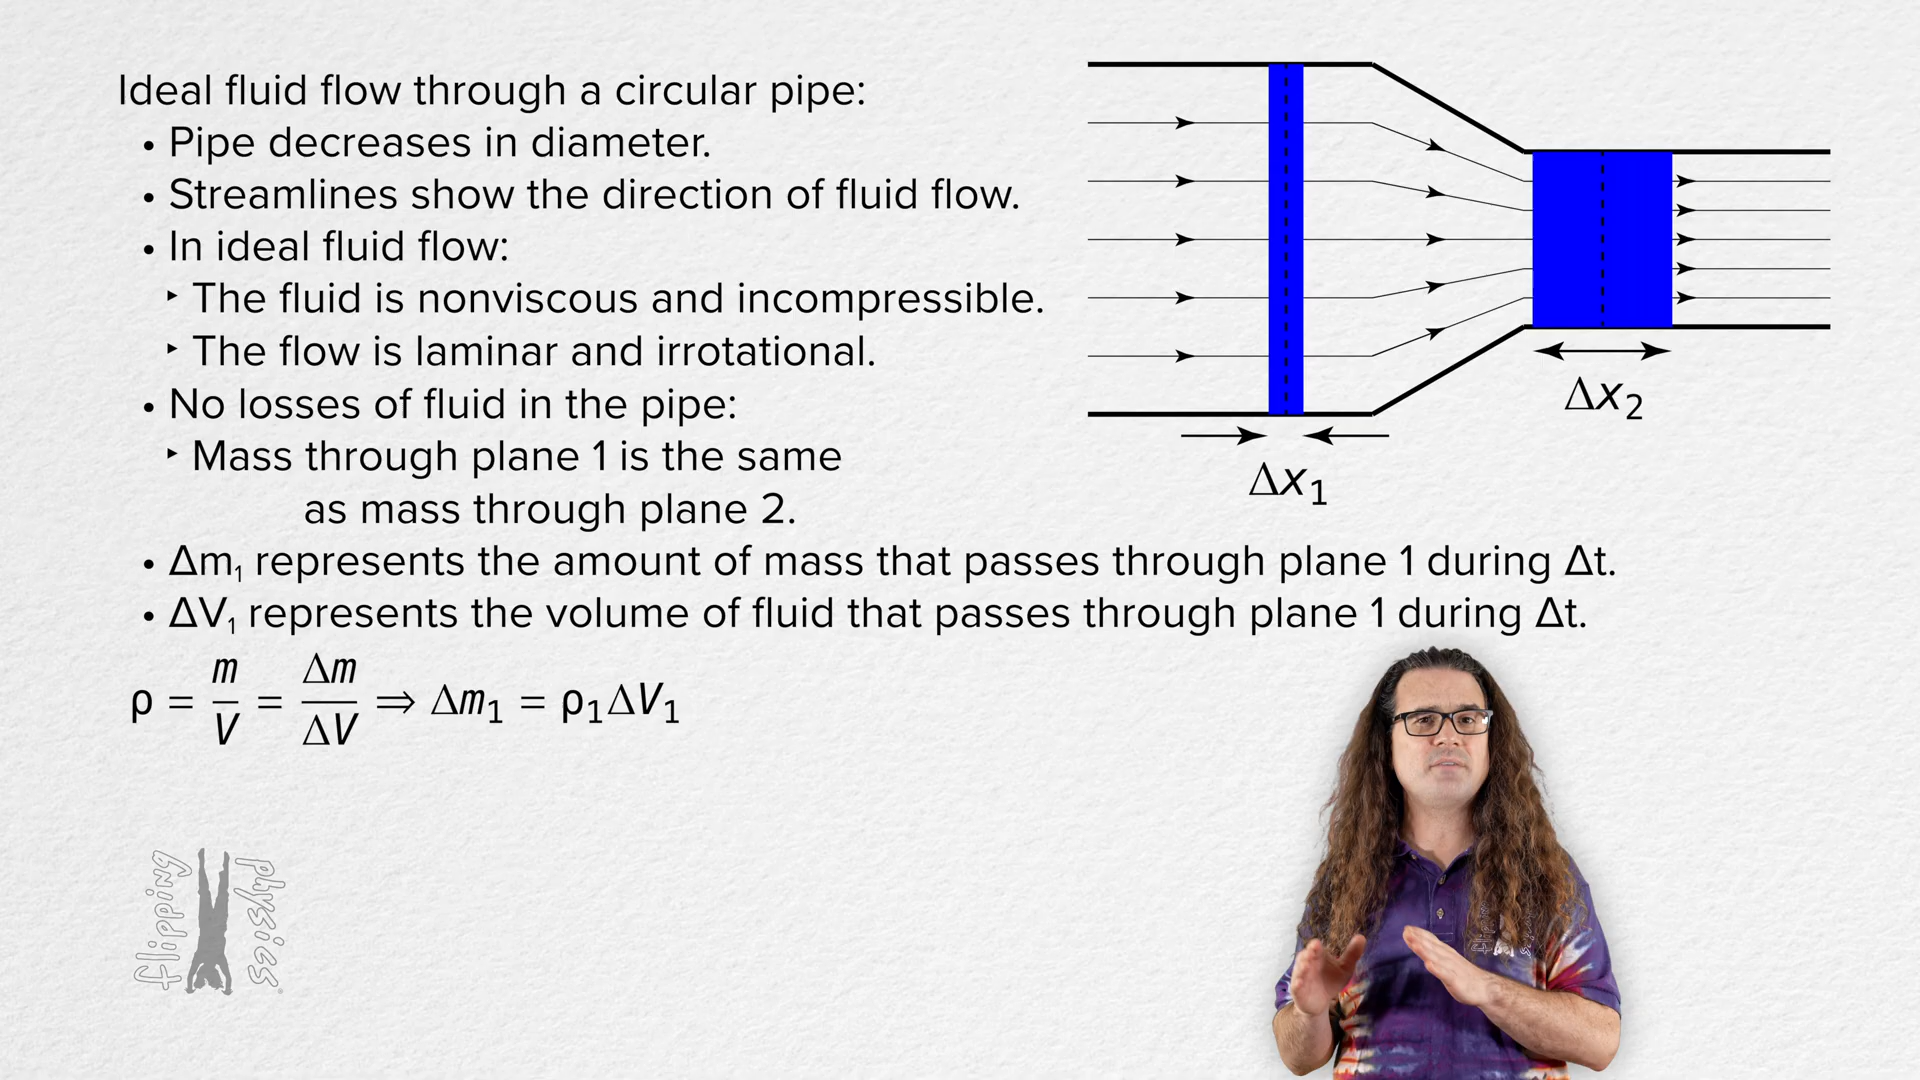 Ideal fluid flow through a circular pipe:
• Pipe decreases in diameter.
• Streamlines show the direction of fluid flow.
• In ideal fluid flow:
‣ The fluid is nonviscous and incompressible.
‣ The flow is laminar and irrotational.
• No losses of fluid in the pipe:
‣ Mass through plane 1 is the same
as mass through plane 2.
• Δm₁ represents the amount of mass that passes through plane 1 during Δt.
• ΔV₁ represents the volume of fluid that passes through plane 1 during Δt.
ρ = m/V = Δm/ΔV ⇒ Δm₁ = ρ₁ΔV₁
Δx₁
Δx₂
flipping
physics